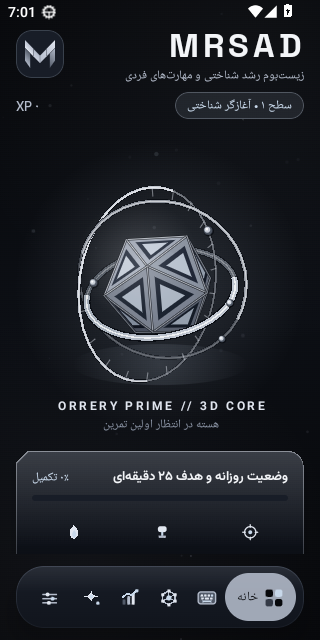 7:01
MRSAD
زیست‌بوم رشد شناختی و مهارت‌های فردی
سطح ۱ • آغازگر شناختی
XP ۰
ORRERY PRIME // 3D CORE
هسته در انتظار اولین تمرین
وضعیت روزانه و هدف ۲۵ دقیقه‌ای
۰٪ تکمیل
خانه